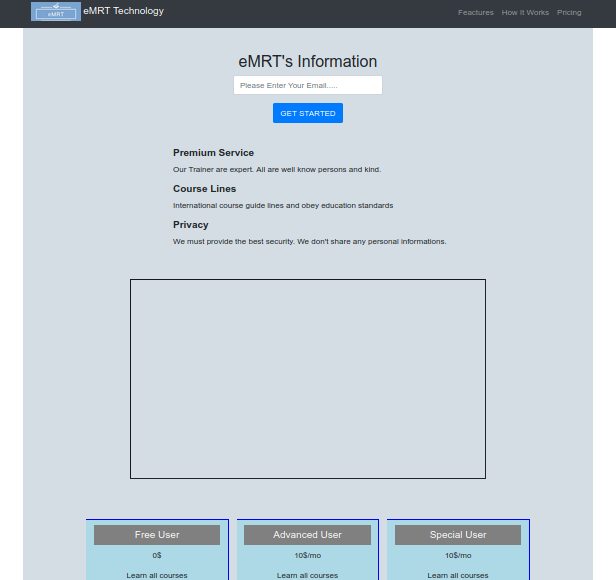 eMRT
eMRT Technology
Feactures How It Works Pricing
eMRT's Information
Please Enter Your Email.....
GET STARTED
Premium Service
Our Trainer are expert. All are well know persons and kind.
Course Lines
International course guide lines and obey education standards
Privacy
We must provide the best security. We don't share any personal informations.
Free User Advanced User Special User
0$ 10$/mo 10$/mo
Learn all courses Learn all courses Learn all courses